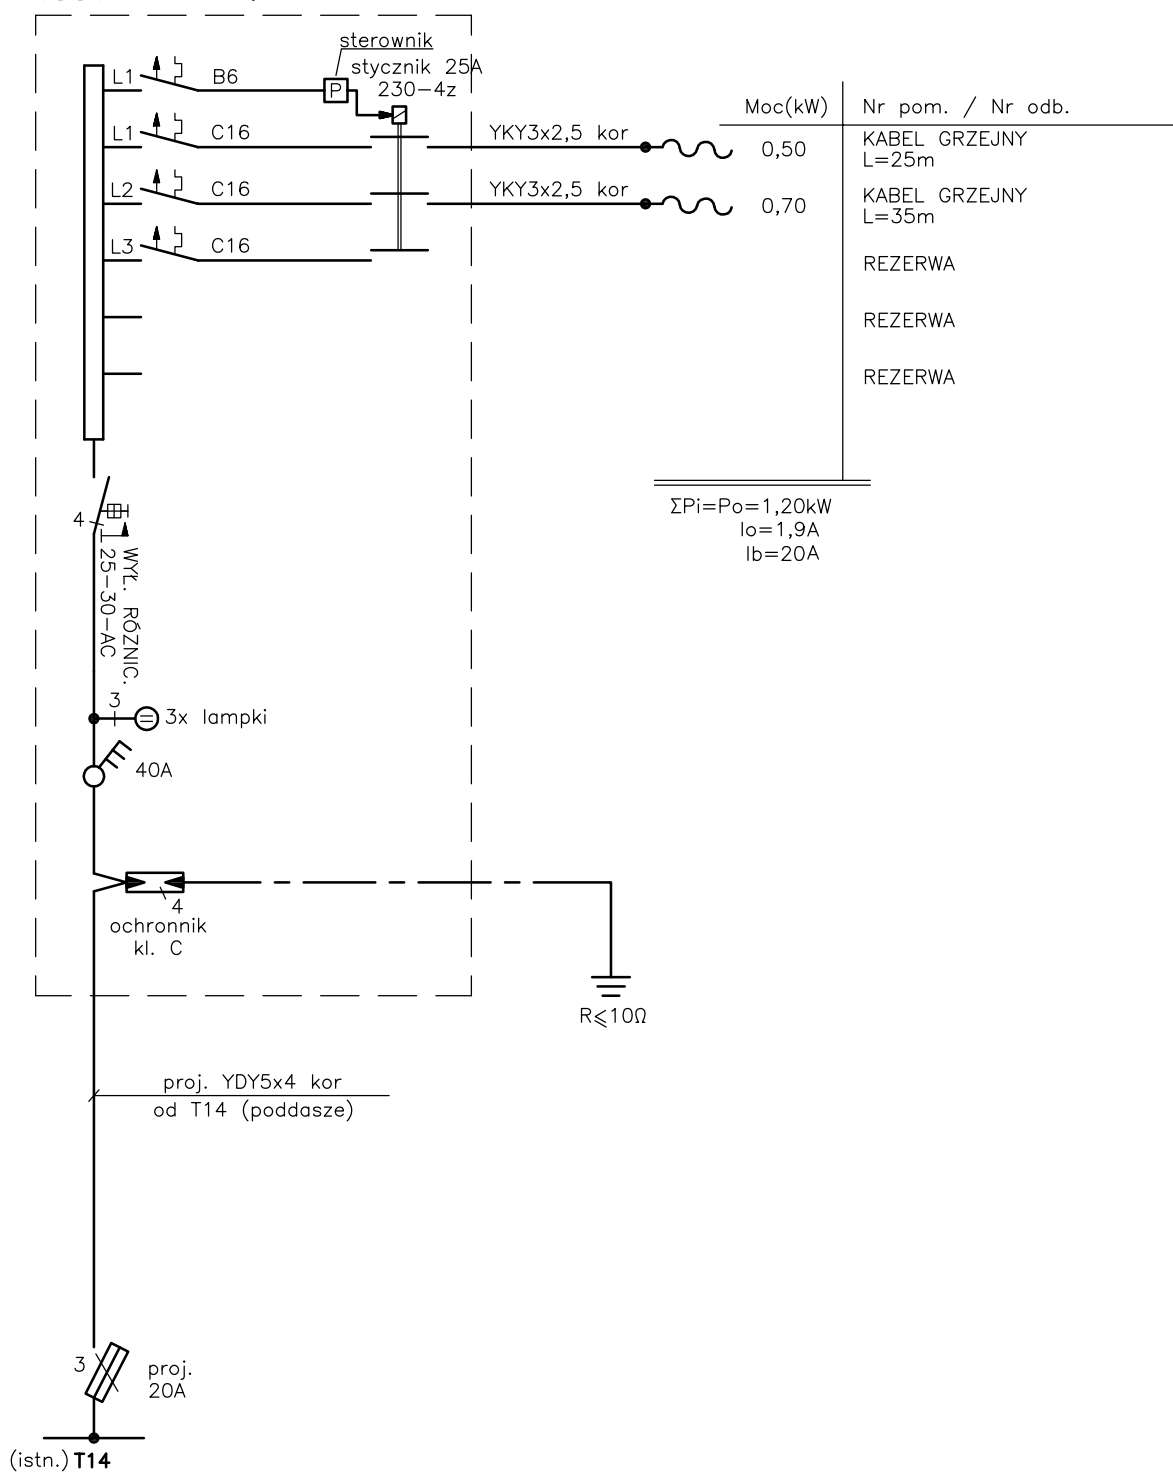 sterownik
stycznik 25A
230-4z
L1
B6
P
L1
C16
YKY3x2,5 kor
L2
C16
YKY3x2,5 kor
L3
C16
Moc(kW)
Nr pom. / Nr odb.
0,50
KABEL GRZEJNY
L=25m
0,70
KABEL GRZEJNY
L=35m
REZERWA
REZERWA
REZERWA
ΣPi=Po=1,20kW
Io=1,9A
Ib=20A
4
WYŁ. RÓŻNIC.
25-30-AC
3
3x lampki
40A
4
ochronnik
kl. C
R⩽10Ω
proj. YDY5x4 kor
od T14 (poddasze)
3
proj.
20A
(istn.) T14